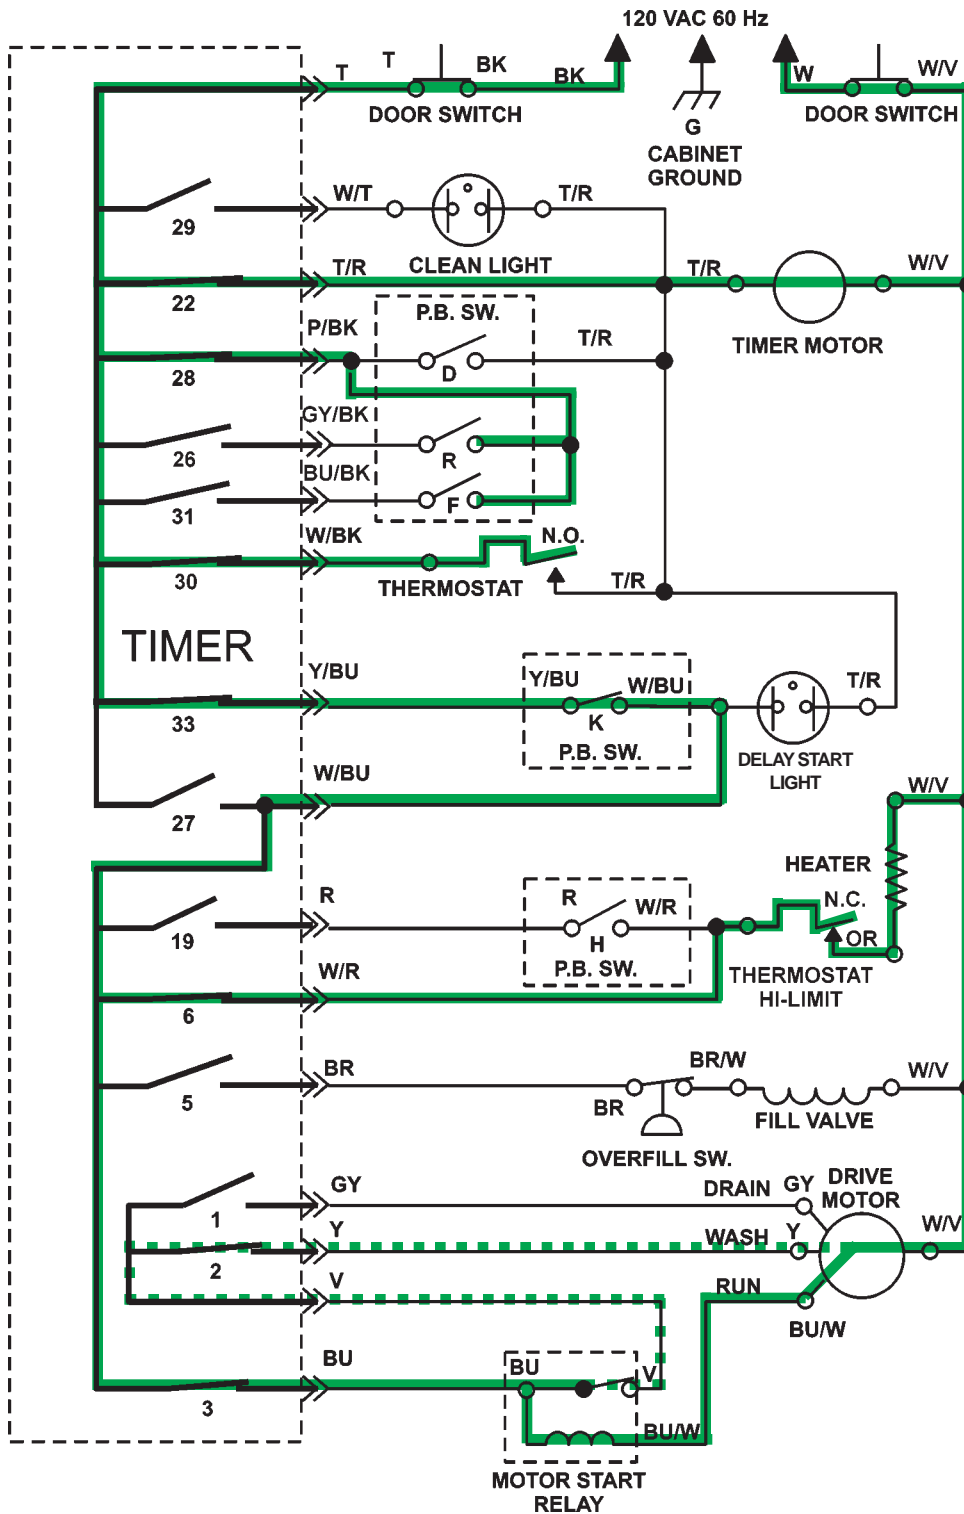 120 VAC 60 Hz
T
T
BK
BK
W
W/V
DOOR SWITCH
G
DOOR SWITCH
CABINET
GROUND
W/T
T/R
29
CLEAN LIGHT
T/R
T/R
W/V
22
P.B. SW.
P/BK
T/R
TIMER MOTOR
28
D
GY/BK
26
R
BU/BK
31
F
W/BK
N.O.
30
THERMOSTAT
T/R
TIMER
Y/BU
Y/BU
W/BU
T/R
33
K
P.B. SW.
DELAY START
LIGHT
W/BU
W/V
27
HEATER
R
R
W/R
N.C.
19
H
OR
P.B. SW.
W/R
THERMOSTAT
HI-LIMIT
6
BR
BR/W
W/V
5
BR
FILL VALVE
OVERFILL SW.
GY
DRAIN
GY
DRIVE
MOTOR
1
Y
WASH
Y
W/V
2
V
RUN
BU/W
BU
BU
V
3
BU/W
MOTOR START
RELAY